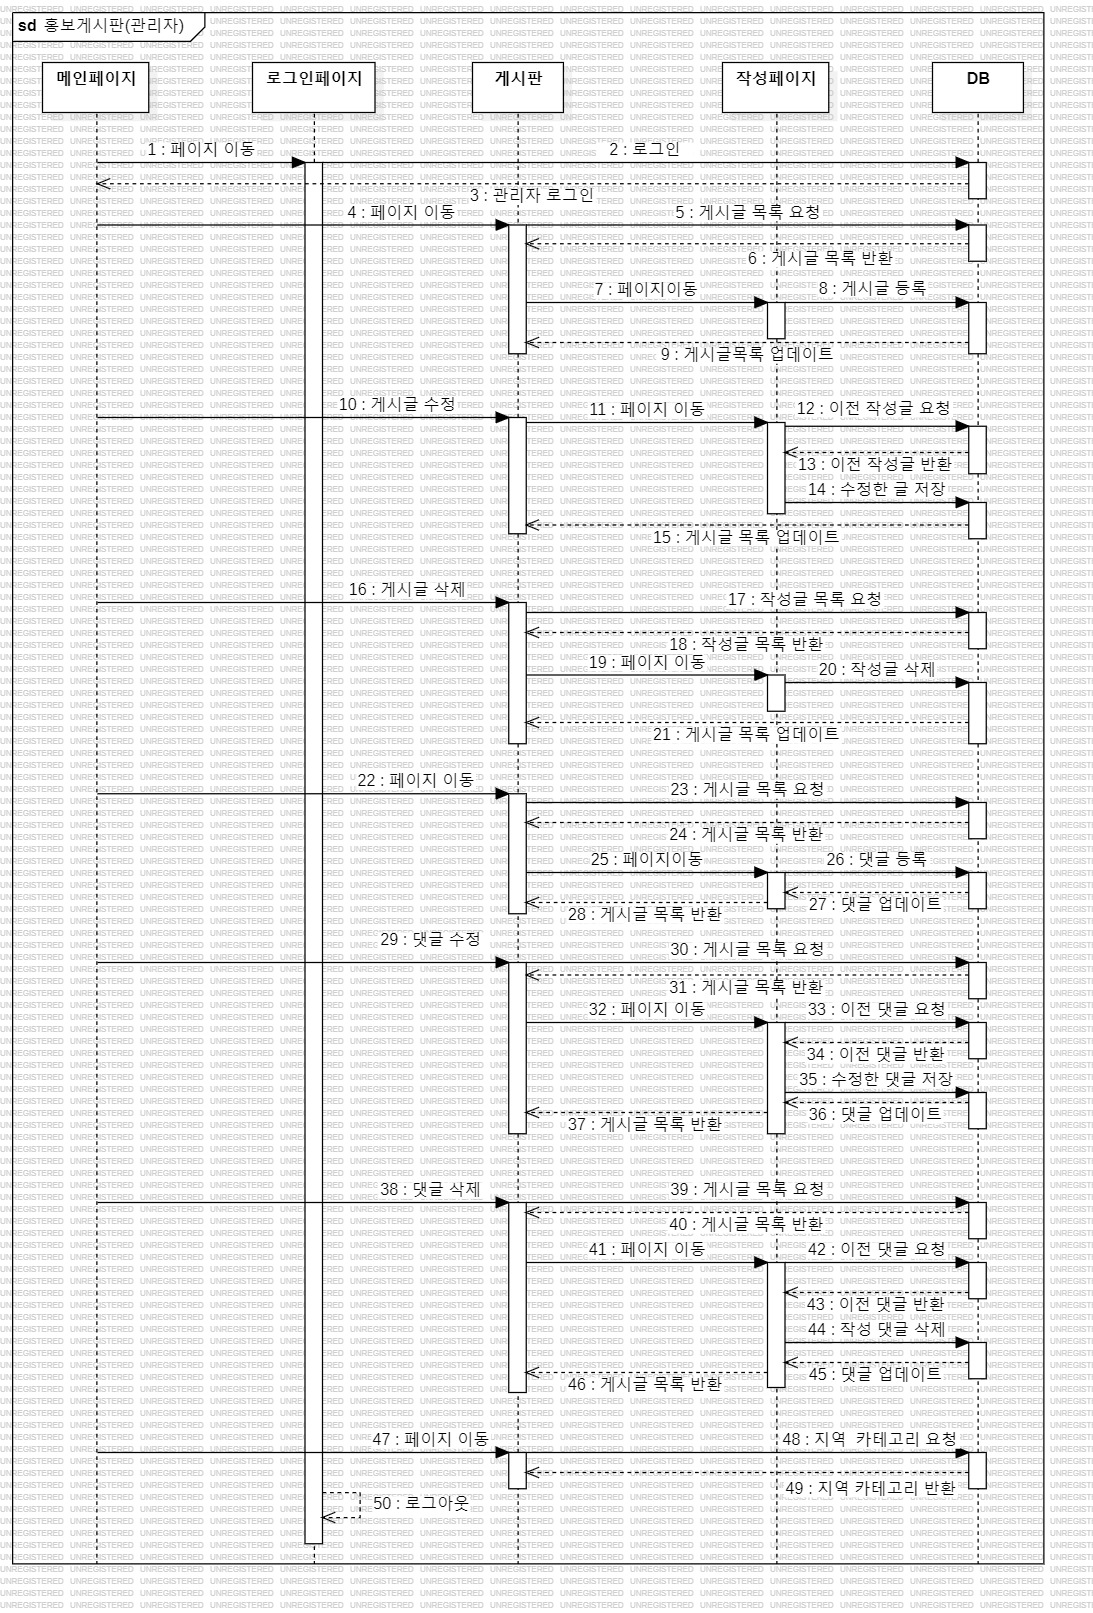 sd 홍보게시판(관리자)
메인페이지
로그인페이지
게시판
작성페이지
DB
1 : 페이지 이동
2 : 로그인
3 : 관리자 로그인
4 : 페이지 이동
5 : 게시글 목록 요청
6 : 게시글 목록 반환
7 : 페이지이동
8 : 게시글 등록
9 : 게시글목록 업데이트
10 : 게시글 수정
11 : 페이지 이동
12 : 이전 작성글 요청
13 : 이전 작성글 반환
14 : 수정한 글 저장
15 : 게시글 목록 업데이트
16 : 게시글 삭제
17 : 작성글 목록 요청
18 : 작성글 목록 반환
19 : 페이지 이동
20 : 작성글 삭제
21 : 게시글 목록 업데이트
22 : 페이지 이동
23 : 게시글 목록 요청
24 : 게시글 목록 반환
25 : 페이지이동
26 : 댓글 등록
27 : 댓글 업데이트
28 : 게시글 목록 반환
29 : 댓글 수정
30 : 게시글 목록 요청
31 : 게시글 목록 반환
32 : 페이지 이동
33 : 이전 댓글 요청
34 : 이전 댓글 반환
35 : 수정한 댓글 저장
36 : 댓글 업데이트
37 : 게시글 목록 반환
38 : 댓글 삭제
39 : 게시글 목록 요청
40 : 게시글 목록 반환
41 : 페이지 이동
42 : 이전 댓글 요청
43 : 이전 댓글 반환
44 : 작성 댓글 삭제
45 : 댓글 업데이트
46 : 게시글 목록 반환
47 : 페이지 이동
48 : 지역 카테고리 요청
49 : 지역 카테고리 반환
50 : 로그아웃
UNREGISTERED